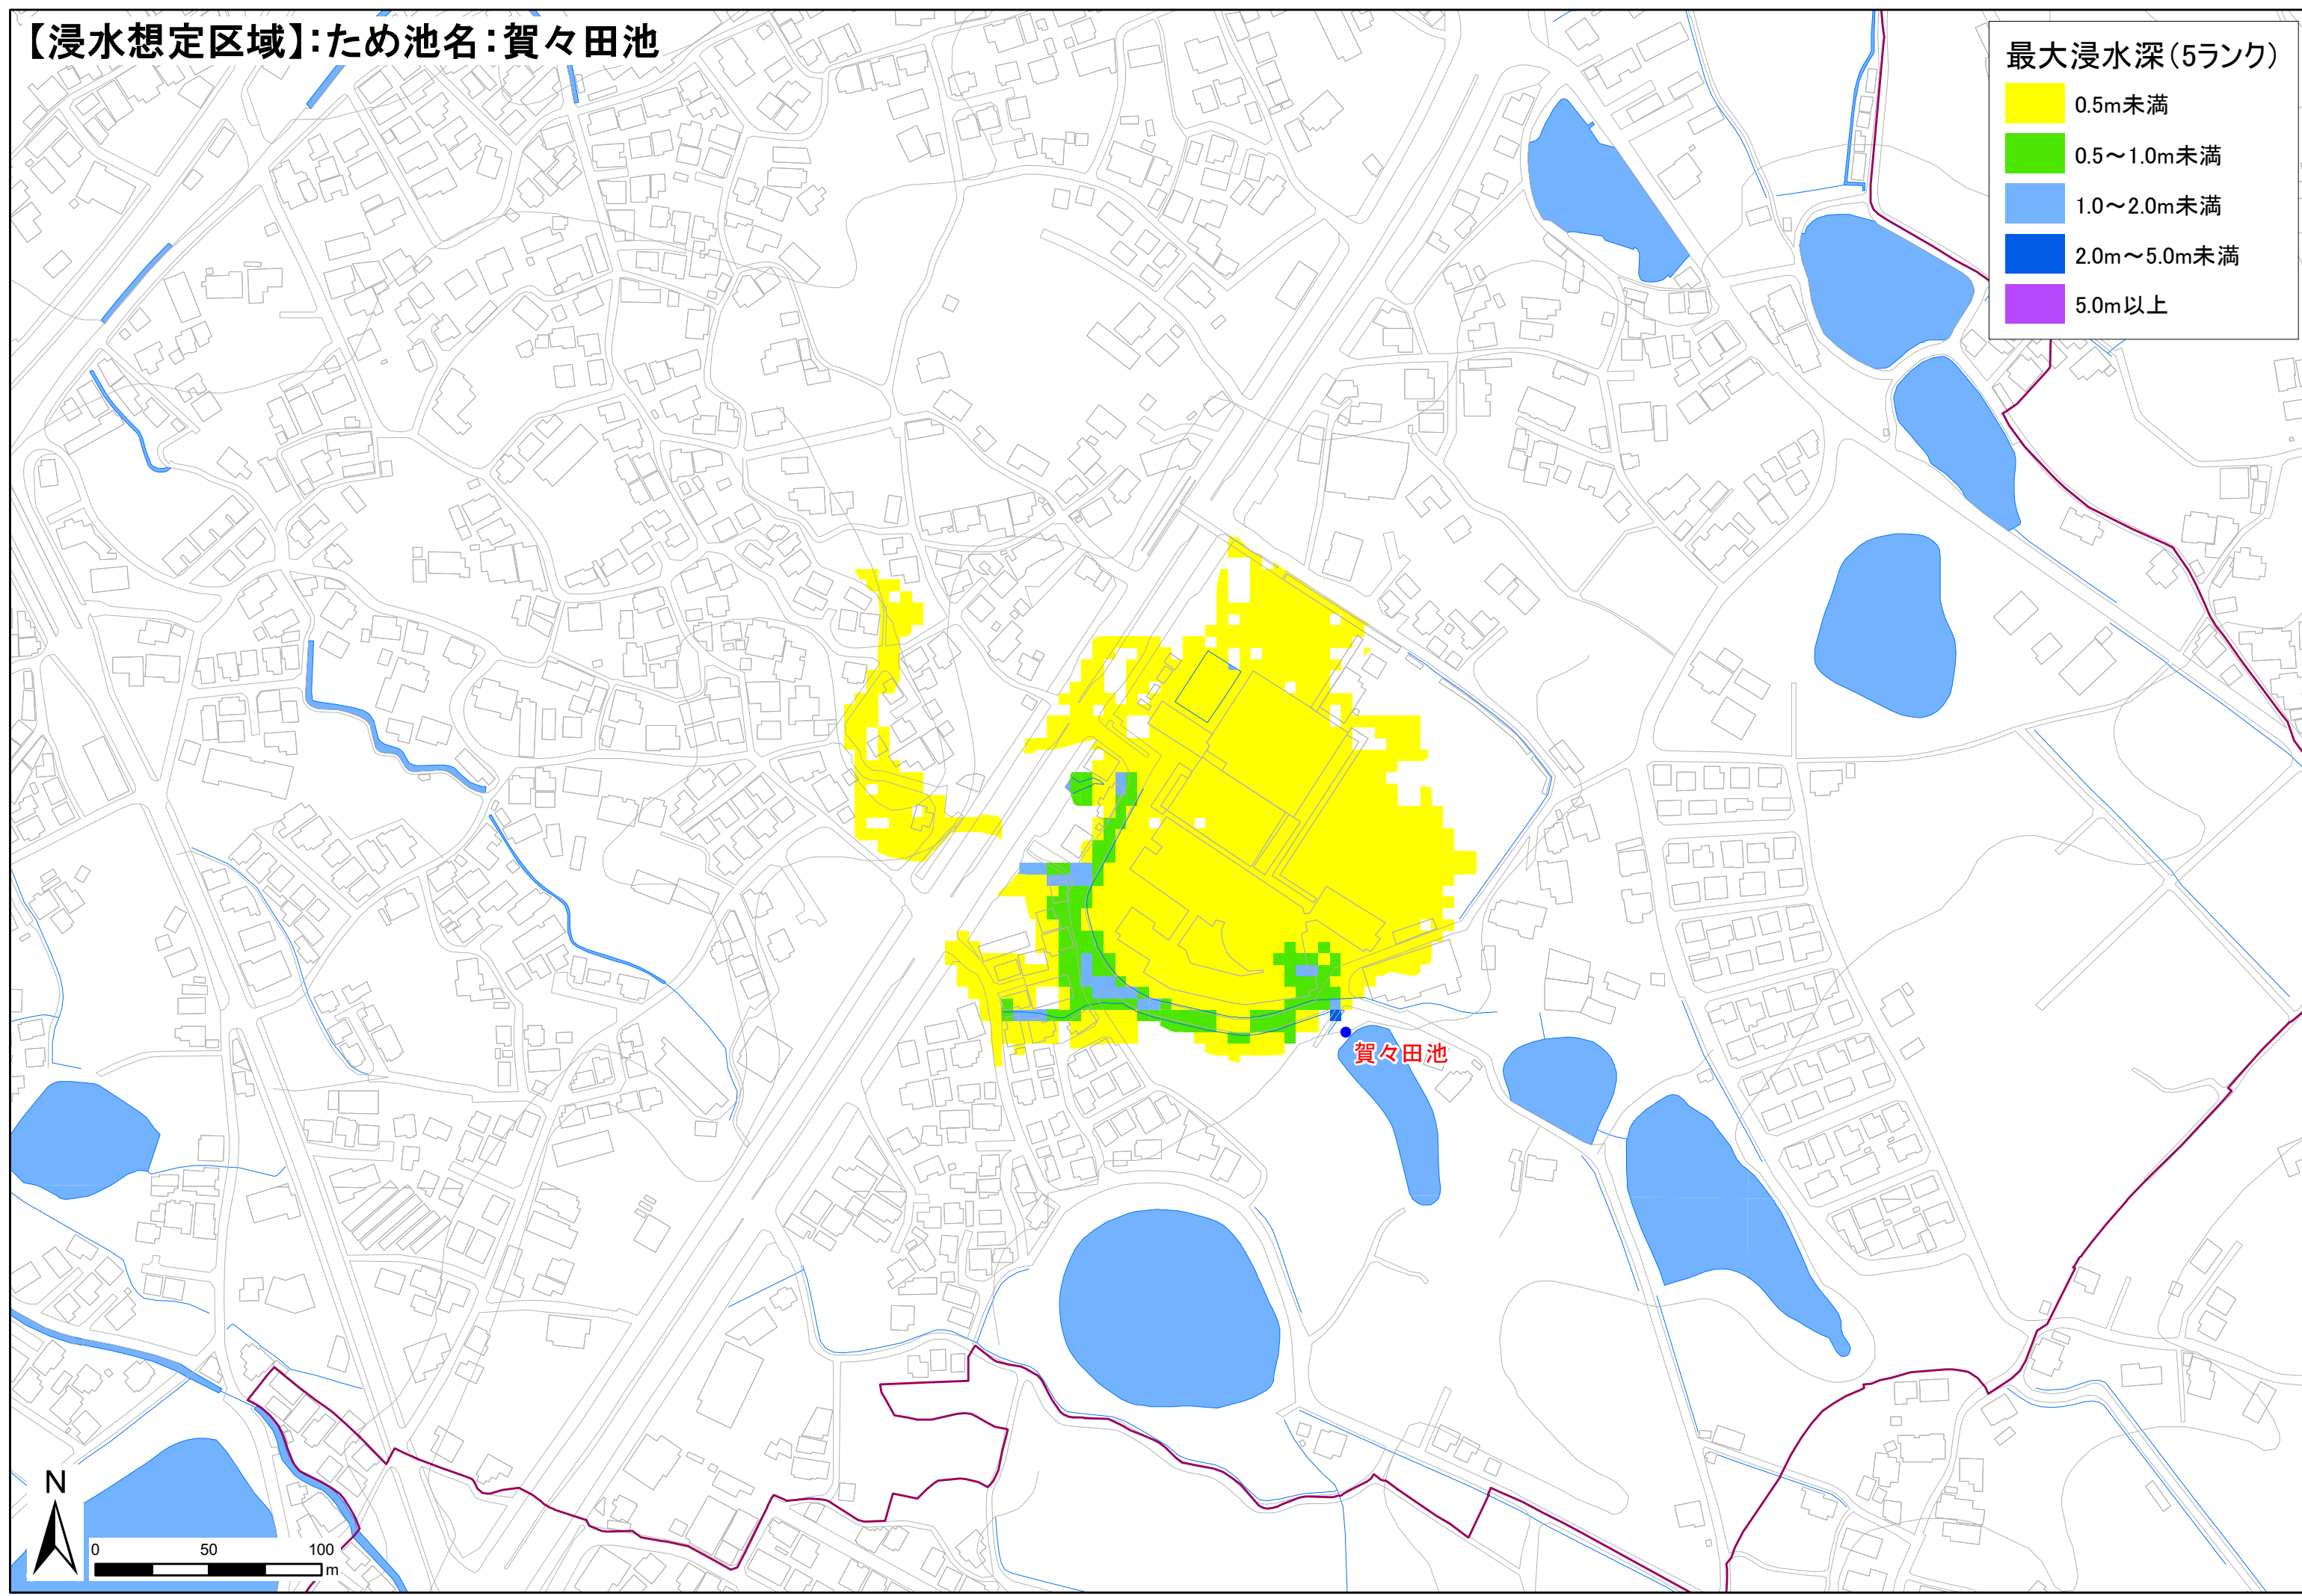 【浸水想定区域】：ため池名：賀々田池
最大浸水深（5ランク）
0.5m未満
0.5～1.0m未満
1.0～2.0m未満
2.0m～5.0m未満
5.0m以上
賀々田池
N
0 50 100
m